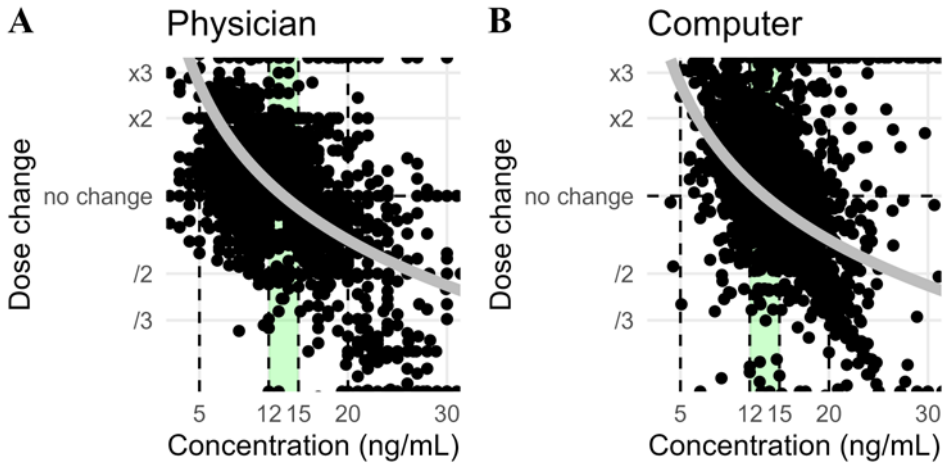 A Physician
Dose change
x3
x2
no change
/2
/3
5 12 15 20 30
Concentration (ng/mL)
B Computer
Dose change
x3
x2
no change
/2
/3
5 12 15 20 30
Concentration (ng/mL)